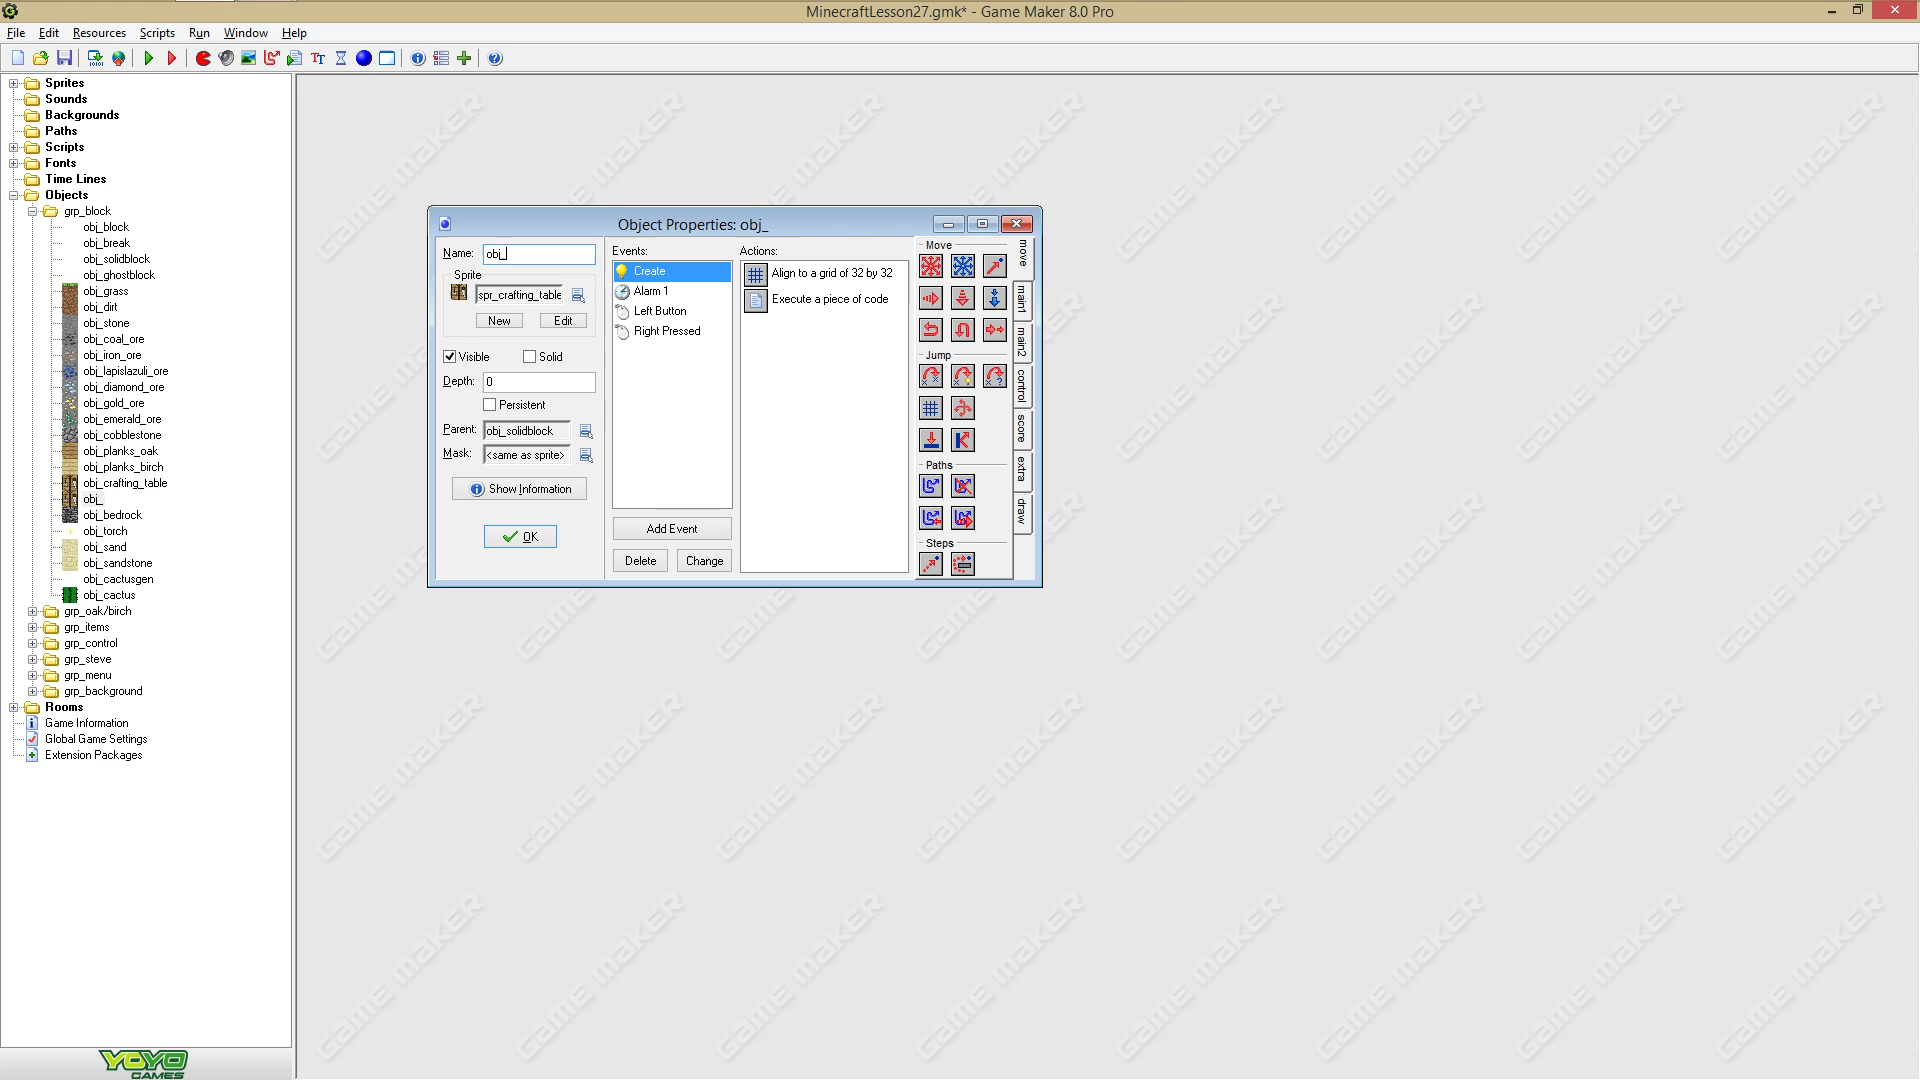 MinecraftLesson27.gmk* - Game Maker 8.0 Pro
File Edit Resources Scripts Run Window Help
Sprites
Sounds
Backgrounds
Paths
Scripts
Fonts
Time Lines
Objects
grp_block
obj_block
obj_break
obj_solidblock
obj_ghostblock
obj_grass
obj_dirt
obj_stone
obj_coal_ore
obj_iron_ore
obj_lapislazuli_ore
obj_diamond_ore
obj_gold_ore
obj_emerald_ore
obj_cobblestone
obj_planks_oak
obj_planks_birch
obj_crafting_table
obj_
obj_bedrock
obj_torch
obj_sand
obj_sandstone
obj_cactusgen
obj_cactus
grp_oak/birch
grp_items
grp_control
grp_steve
grp_menu
grp_background
Rooms
Game Information
Global Game Settings
Extension Packages
YOYO
GAMES
Object Properties: obj_
Name: obj_
Sprite
spr_crafting_table
New Edit
Visible Solid
Depth: 0
Persistent
Parent: obj_solidblock
Mask: <same as sprite>
Show Information
OK
Events:
Create
Alarm 1
Left Button
Right Pressed
Add Event
Delete Change
Actions:
Align to a grid of 32 by 32
Execute a piece of code
Move
Jump
Paths
Steps
move
main1
main2
control
score
extra
draw
GAME MAKER